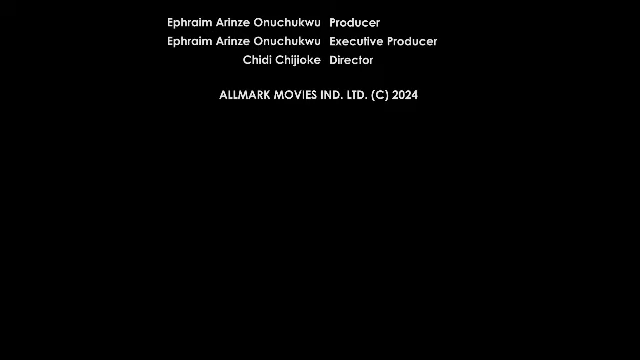 Ephraim Arinze Onuchukwu Producer
Ephraim Arinze Onuchukwu Executive Producer
Chidi Chijioke Director
ALLMARK MOVIES IND. LTD. (C) 2024